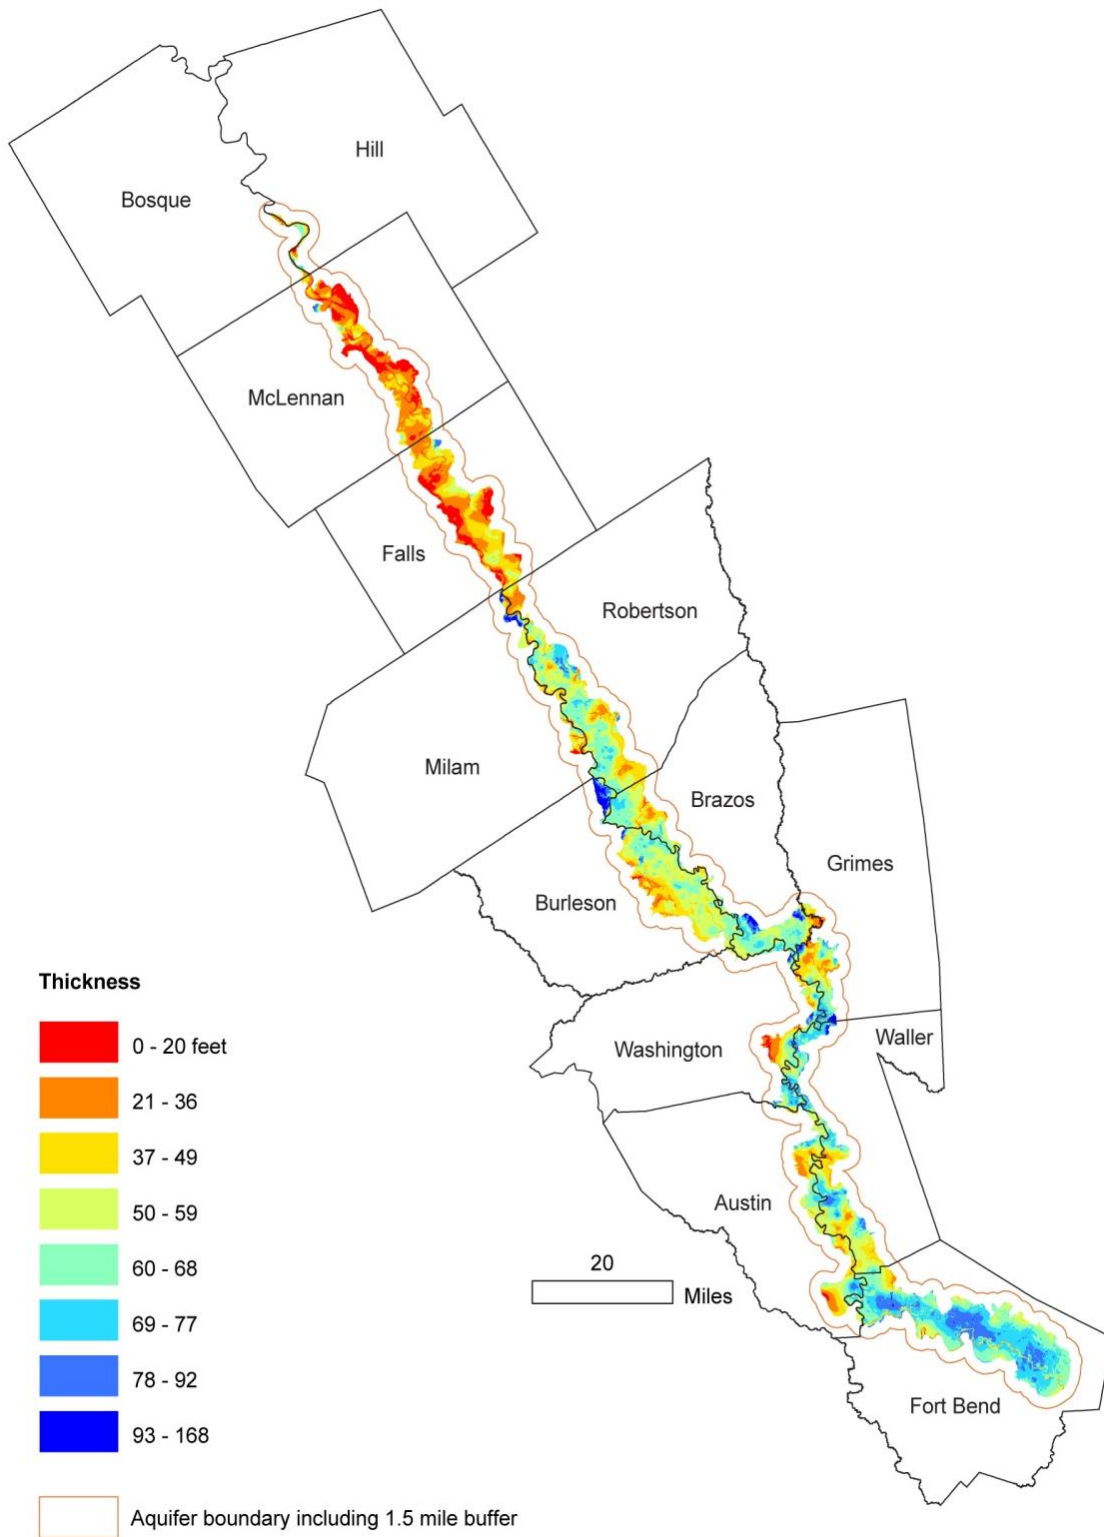 Hill
Bosque
McLennan
Falls
Robertson
Milam
Brazos
Grimes
Burleson
Thickness
0 - 20 feet
21 - 36
37 - 49
50 - 59
60 - 68
69 - 77
78 - 92
93 - 168
Washington
Waller
Austin
20
Miles
Fort Bend
Aquifer boundary including 1.5 mile buffer